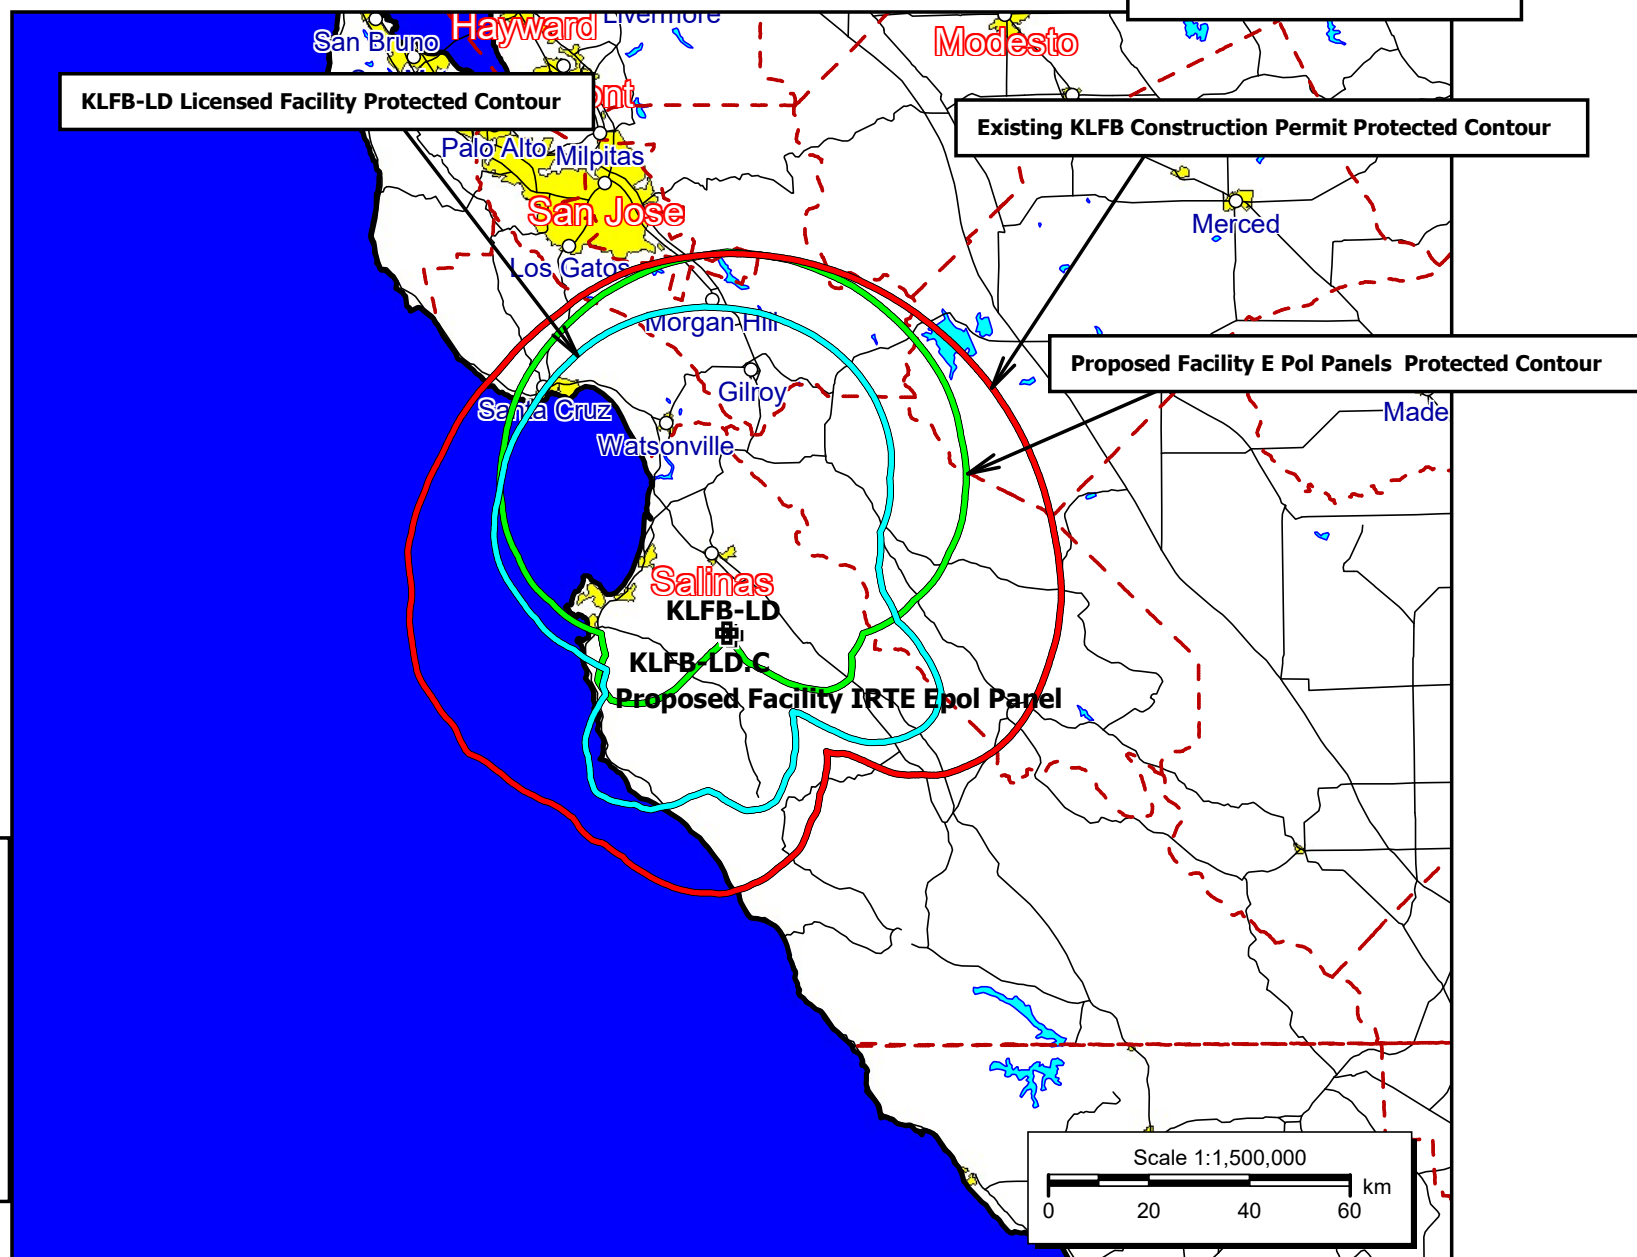 Livermore
Hayward
San Bruno
Modesto
KLFB-LD Licensed Facility Protected Contour
ont
Existing KLFB Construction Permit Protected Contour
Palo Alto
Milpitas
San Jose
Merced
Los Gatos
Morgan Hill
Proposed Facility E Pol Panels Protected Contour
Gilroy
Santa Cruz
Made
Watsonville
Salinas
KLFB-LD
KLFB-LD.C
Proposed Facility IRTE Epol Panel
Scale 1:1,500,000
km
0 20 40 60